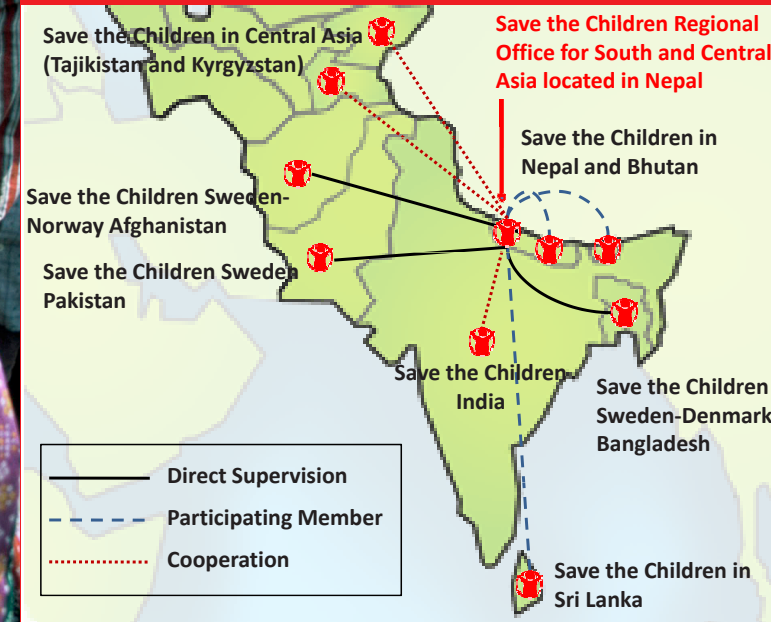 Save the Children in Central Asia
(Tajikistan and Kyrgyzstan)
Save the Children Regional
Office for South and Central
Asia located in Nepal
Save the Children in
Nepal and Bhutan
Save the Children Sweden-
Norway Afghanistan
Save the Children Sweden
Pakistan
Save the Children
India
Save the Children
Sweden-Denmark
Bangladesh
Direct Supervision
Participating Member
Cooperation
Save the Children in
Sri Lanka